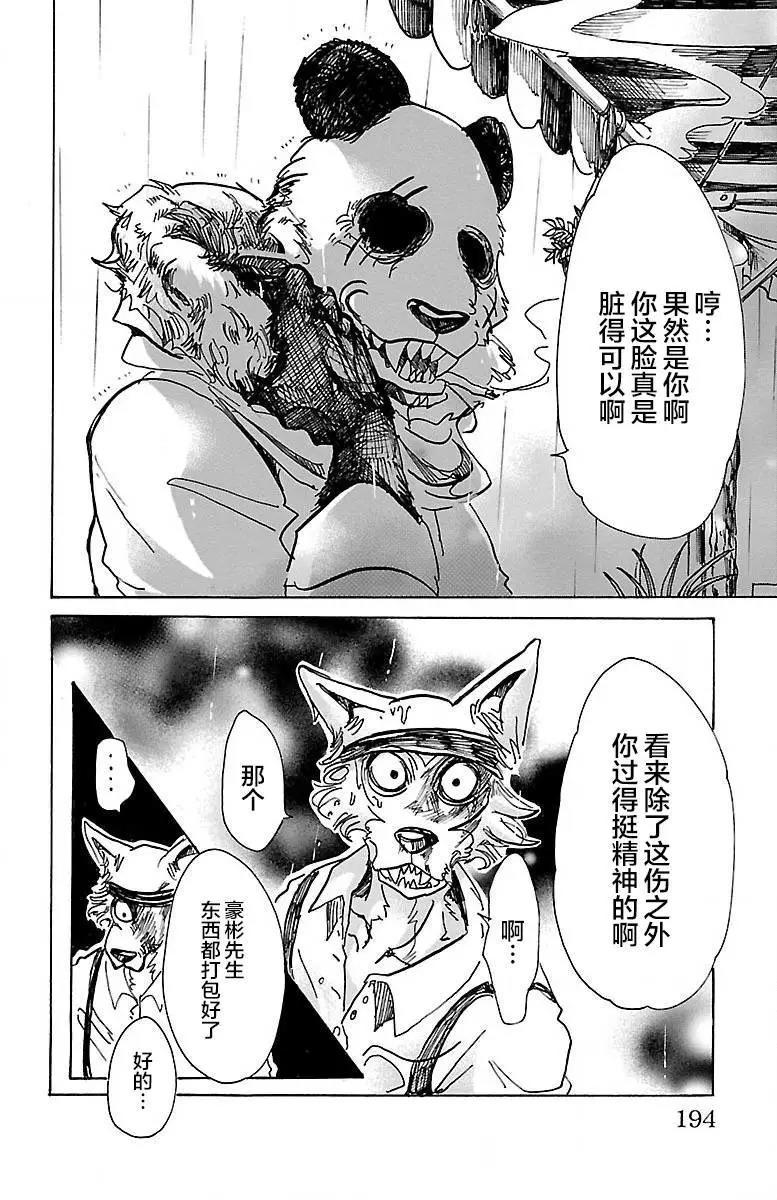 哼…
果然是你啊
你这脸真是
脏得可以啊
看来除了这伤之外
你过得挺精神的啊
啊…
那个
豪彬先生
东西都打包好了
....
好的…
194